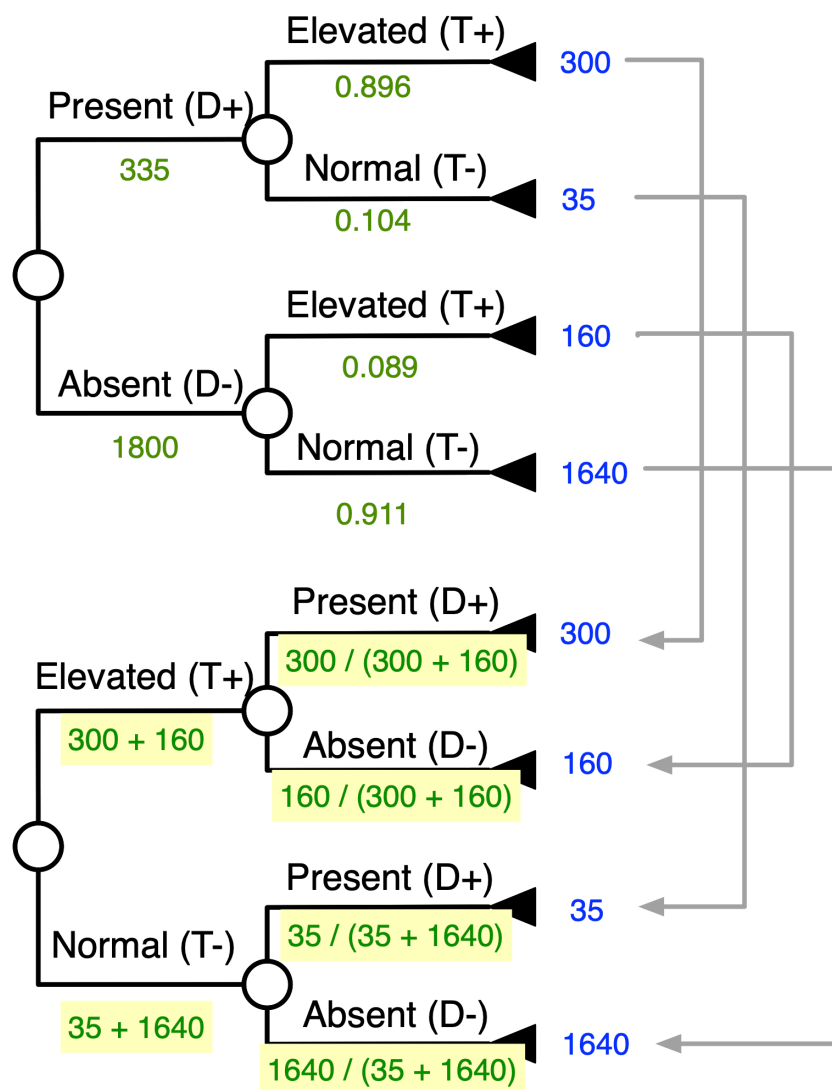 Elevated (T+)
300
0.896
Present (D+)
335
Normal (T-)
35
0.104
Elevated (T+)
160
0.089
Absent (D-)
1800
Normal (T-)
1640
0.911
Present (D+)
300
300 / (300 + 160)
Elevated (T+)
300 + 160
Absent (D-)
160
160 / (300 + 160)
Present (D+)
35
35 / (35 + 1640)
Normal (T-)
35 + 1640
Absent (D-)
1640
1640 / (35 + 1640)